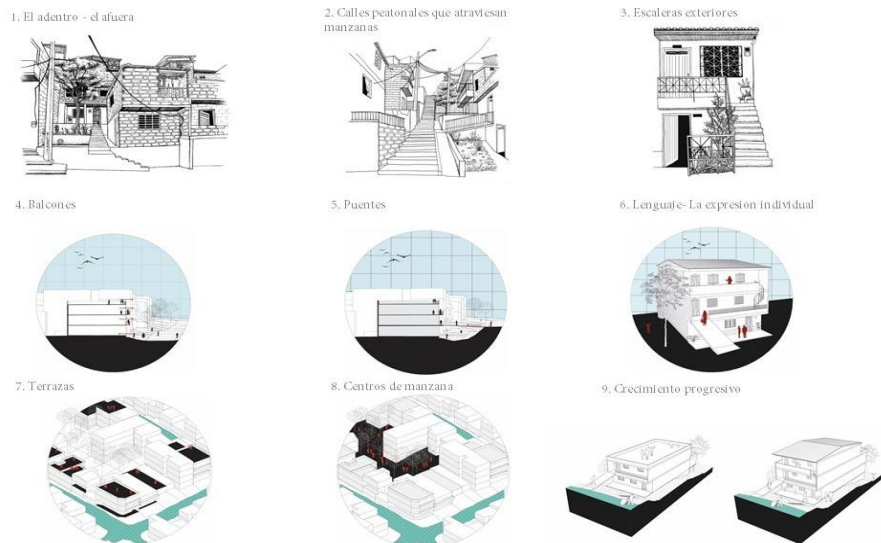 1. El adentro - el afuera
2. Calles peatonales que atraviesan
manzanas
3. Escaleras exteriores
4. Balcones
5. Puentes
6. Lenguaje- La expresion individual
7. Terrazas
8. Centros de manzana
9. Crecimiento progresivo